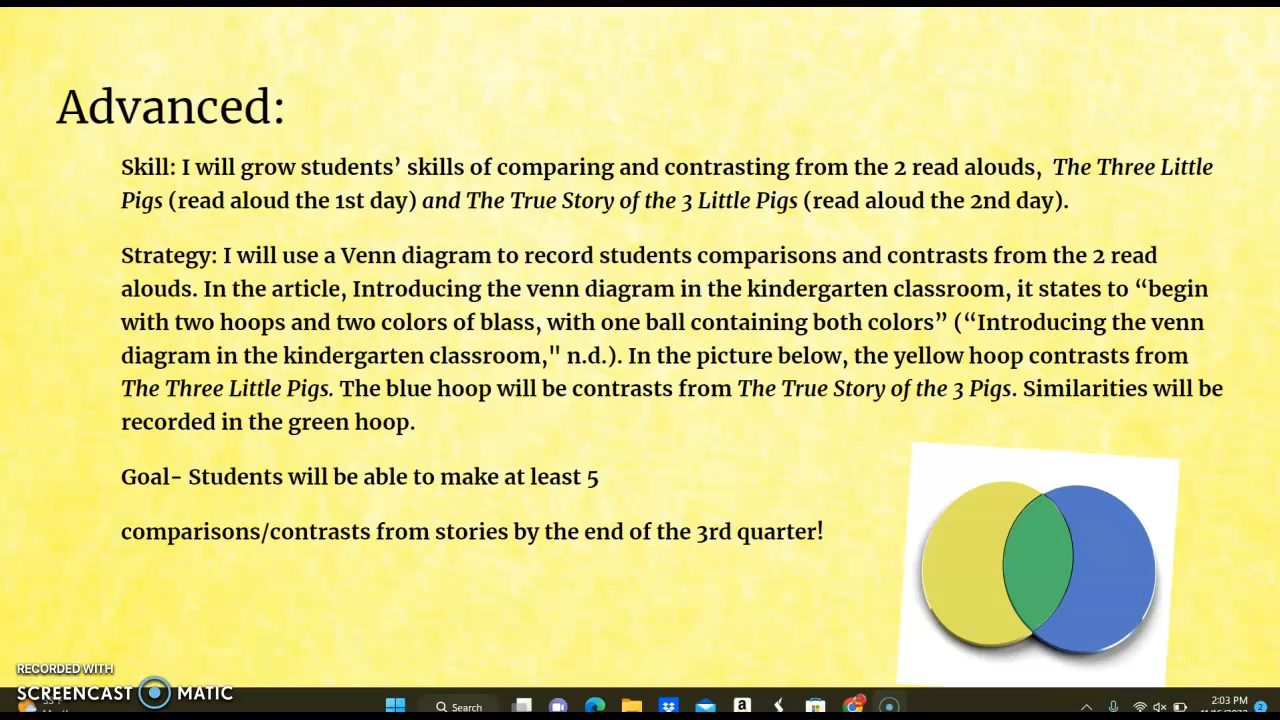 Advanced:
Skill: I will grow students’ skills of comparing and contrasting from the 2 read alouds, The Three Little
Pigs (read aloud the 1st day) and The True Story of the 3 Little Pigs (read aloud the 2nd day).
Strategy: I will use a Venn diagram to record students comparisons and contrasts from the 2 read
alouds. In the article, Introducing the venn diagram in the kindergarten classroom, it states to “begin
with two hoops and two colors of blass, with one ball containing both colors” (“Introducing the venn
diagram in the kindergarten classroom," n.d.). In the picture below, the yellow hoop contrasts from
The Three Little Pigs. The blue hoop will be contrasts from The True Story of the 3 Pigs. Similarities will be
recorded in the green hoop.
Goal- Students will be able to make at least 5
comparisons/contrasts from stories by the end of the 3rd quarter!
RECORDED WITH
SCREENCAST MATIC
Search
2:03 PM
2